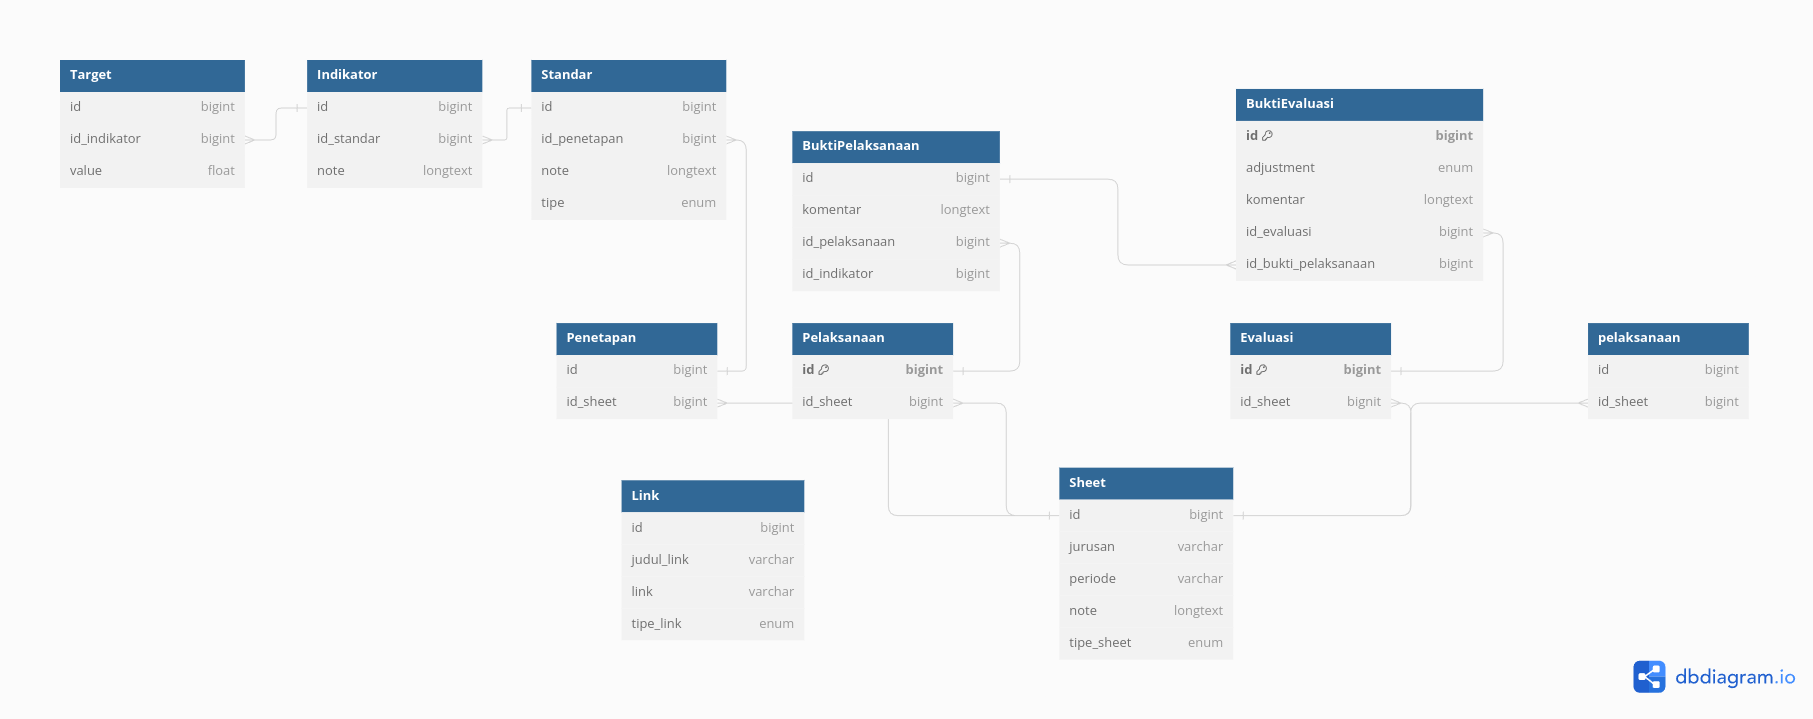 Target
id bigint
id_indikator bigint
value float
Indikator
id bigint
id_standar bigint
note longtext
Standar
id bigint
id_penetapan bigint
note longtext
tipe enum
BuktiPelaksanaan
id bigint
komentar longtext
id_pelaksanaan bigint
id_indikator bigint
BuktiEvaluasi
id bigint
adjustment enum
komentar longtext
id_evaluasi bigint
id_bukti_pelaksanaan bigint
Penetapan
id bigint
id_sheet bigint
Pelaksanaan
id bigint
id_sheet bigint
Evaluasi
id bigint
id_sheet bignit
pelaksanaan
id bigint
id_sheet bigint
Link
id bigint
judul_link varchar
link varchar
tipe_link enum
Sheet
id bigint
jurusan varchar
periode varchar
note longtext
tipe_sheet enum
dbdiagram.io